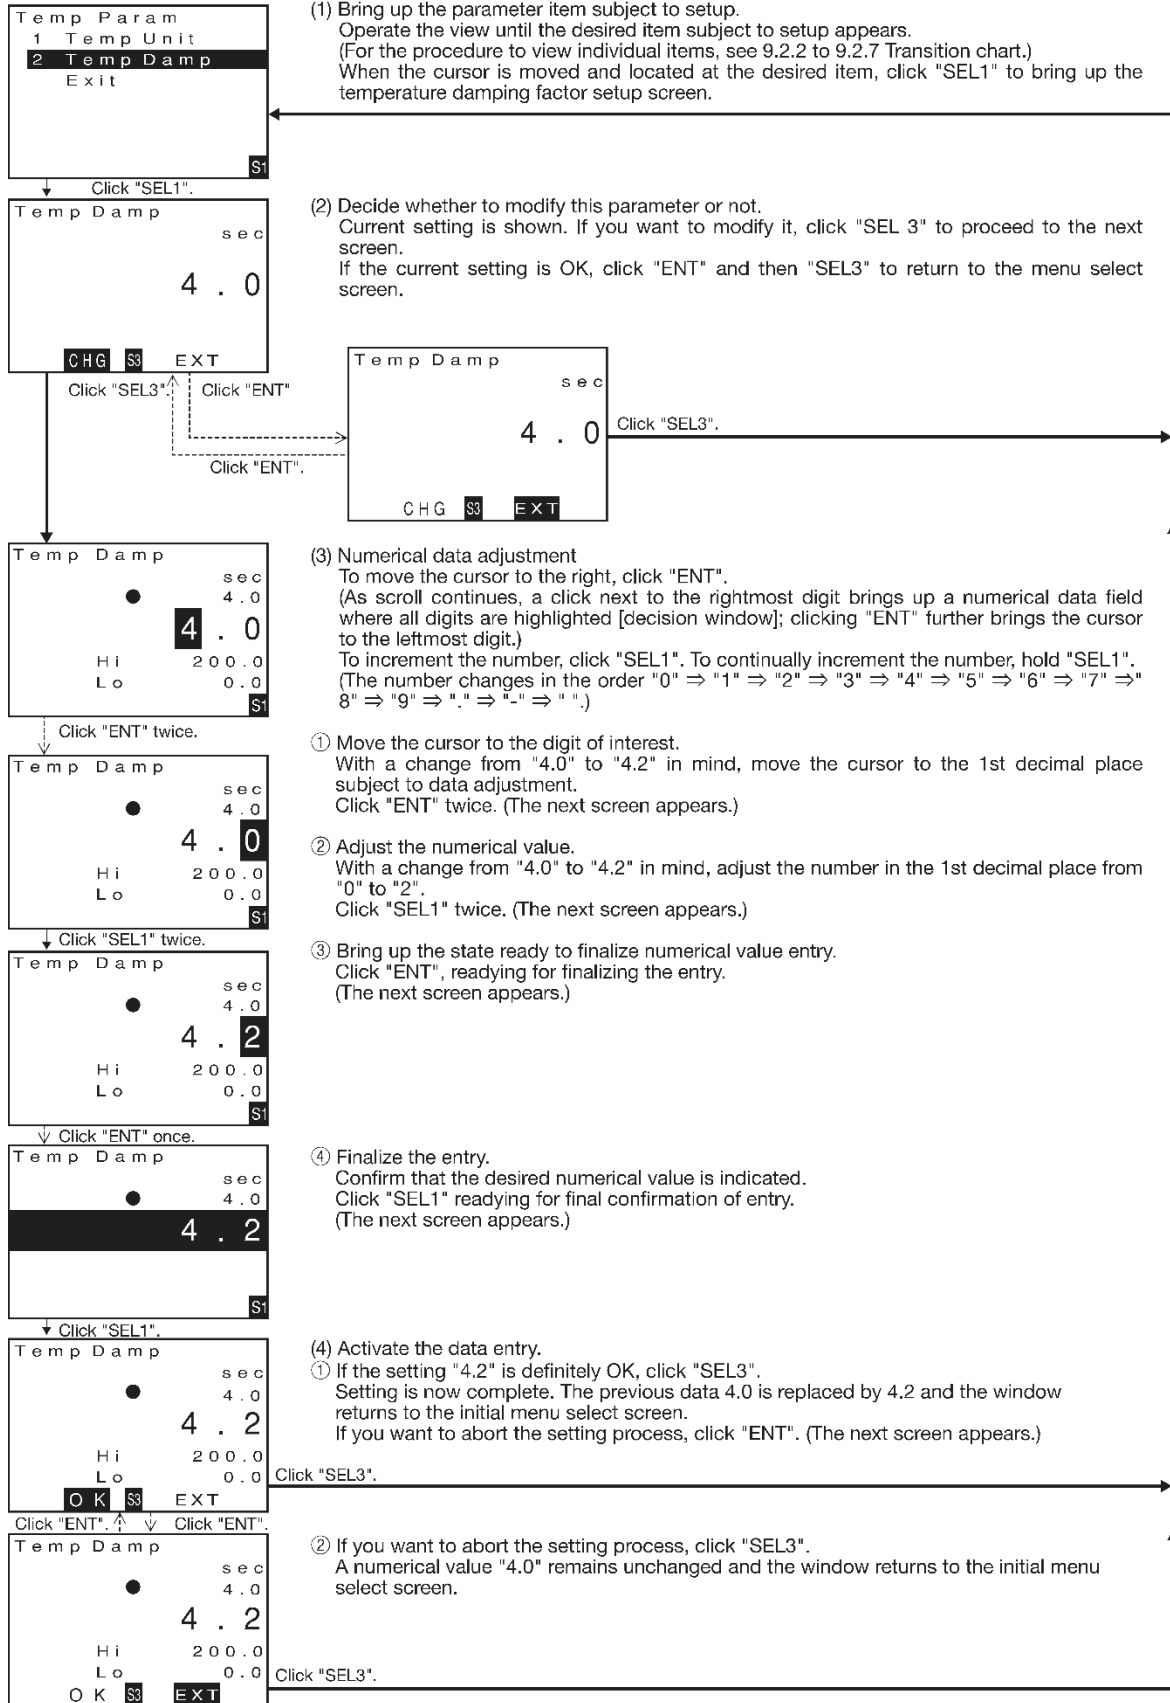 Temp Param
1 Temp Unit
2 Temp Damp
Exit
S1
(1) Bring up the parameter item subject to setup.
Operate the view until the desired item subject to setup appears.
(For the procedure to view individual items, see 9.2.2 to 9.2.7 Transition chart.)
When the cursor is moved and located at the desired item, click "SEL1" to bring up the
temperature damping factor setup screen.
Click "SEL1".
Temp Damp
sec
4.0
CHG S3 EXT
(2) Decide whether to modify this parameter or not.
Current setting is shown. If you want to modify it, click "SEL 3" to proceed to the next
screen.
If the current setting is OK, click "ENT" and then "SEL3" to return to the menu select
screen.
Click "SEL3".
Click "ENT"
Click "ENT".
Temp Damp
sec
4.0
CHG S3 EXT
Click "SEL3".
Temp Damp
sec
4.0
4.0
Hi 200.0
Lo 0.0
S1
(3) Numerical data adjustment
To move the cursor to the right, click "ENT".
(As scroll continues, a click next to the rightmost digit brings up a numerical data field
where all digits are highlighted [decision window]; clicking "ENT" further brings the cursor
to the leftmost digit.)
To increment the number, click "SEL1". To continually increment the number, hold "SEL1".
(The number changes in the order "0" ⇒ "1" ⇒ "2" ⇒ "3" ⇒ "4" ⇒ "5" ⇒ "6" ⇒ "7" ⇒"
8" ⇒ "9" ⇒ "." ⇒ "-" ⇒ " ".)
Click "ENT" twice.
Temp Damp
sec
4.0
4.0
Hi 200.0
Lo 0.0
S1
① Move the cursor to the digit of interest.
With a change from "4.0" to "4.2" in mind, move the cursor to the 1st decimal place
subject to data adjustment.
Click "ENT" twice. (The next screen appears.)
② Adjust the numerical value.
With a change from "4.0" to "4.2" in mind, adjust the number in the 1st decimal place from
"0" to "2".
Click "SEL1" twice. (The next screen appears.)
Click "SEL1" twice.
Temp Damp
sec
4.0
4.2
Hi 200.0
Lo 0.0
S1
③ Bring up the state ready to finalize numerical value entry.
Click "ENT", readying for finalizing the entry.
(The next screen appears.)
Click "ENT" once.
Temp Damp
sec
4.0
4.2
S1
④ Finalize the entry.
Confirm that the desired numerical value is indicated.
Click "SEL1" readying for final confirmation of entry.
(The next screen appears.)
Click "SEL1".
Temp Damp
sec
4.0
4.2
Hi 200.0
Lo 0.0
OK S3 EXT
(4) Activate the data entry.
① If the setting "4.2" is definitely OK, click "SEL3".
Setting is now complete. The previous data 4.0 is replaced by 4.2 and the window
returns to the initial menu select screen.
If you want to abort the setting process, click "ENT". (The next screen appears.)
Click "SEL3".
Click "ENT".
Click "ENT".
Temp Damp
sec
4.0
4.2
Hi 200.0
Lo 0.0
OK S3 EXT
② If you want to abort the setting process, click "SEL3".
A numerical value "4.0" remains unchanged and the window returns to the initial menu
select screen.
Click "SEL3".